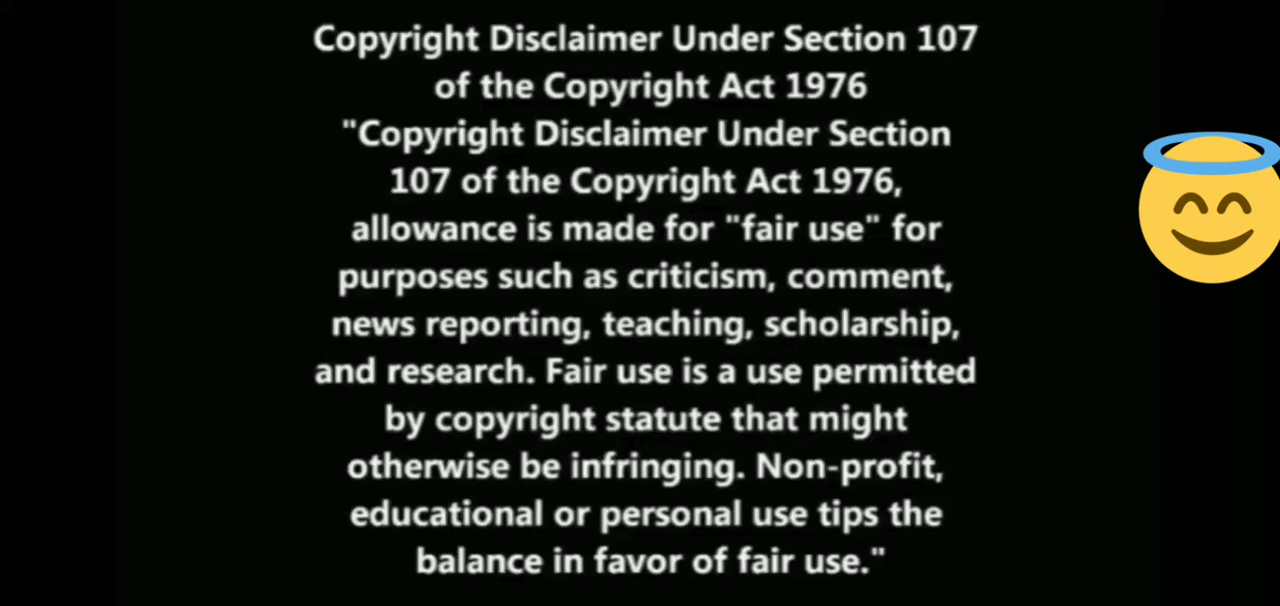 Copyright Disclaimer Under Section 107
of the Copyright Act 1976
"Copyright Disclaimer Under Section
107 of the Copyright Act 1976,
allowance is made for "fair use" for
purposes such as criticism, comment,
news reporting, teaching, scholarship,
and research. Fair use is a use permitted
by copyright statute that might
otherwise be infringing. Non-profit,
educational or personal use tips the
balance in favor of fair use."